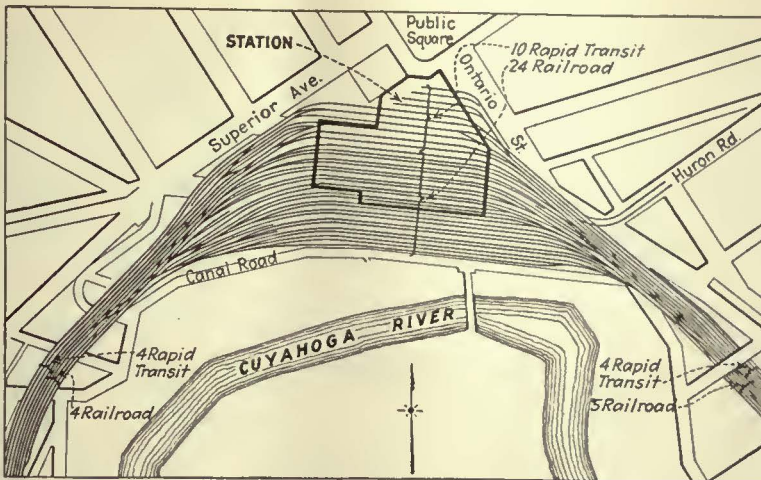 Public
Square
STATION
10 Rapid Transit
24 Railroad
Superior Ave.
Ontario
St.
Huron Rd.
Canal Road
CUYAHOGA RIVER
4 Rapid
Transit
4 Railroad
4 Rapid
Transit
5 Railroad